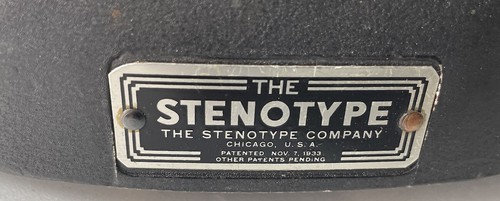 THE
STENOTYPE
THE STENOTYPE COMPANY
CHICAGO, U.S.A.
PATENTED NOV. 7, 1933
OTHER PATENTS PENDING